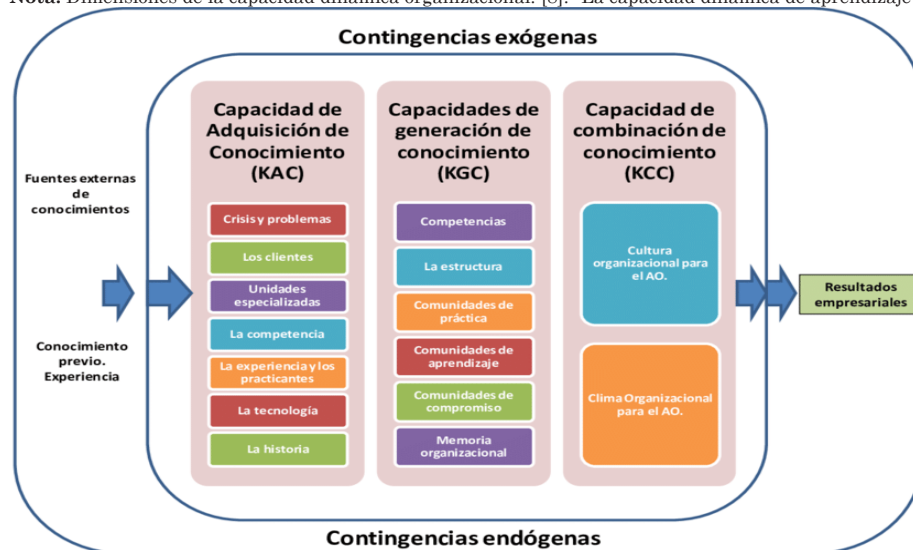 Nota. Dimensiones de la capacidad dinámica organizacional. [8]. "La capacidad dinámica de aprendizaje
Contingencias exógenas
Fuentes externas
de
conocimientos
Conocimiento
previo.
Experiencia
Capacidad de
Adquisición de
Conocimiento
(KAC)
Crisis y problemas
Los clientes
Unidades
especializadas
La competencia
La experiencia y los
practicantes
La tecnología
La historia
Capacidades de
generación de
conocimiento
(KGC)
Competencias
La estructura
Comunidades de
práctica
Comunidades de
aprendizaje
Comunidades de
compromiso
Memoria
organizacional
Capacidad de
combinación de
conocimiento
(KCC)
Cultura
organizacional para
el AO.
Clima Organizacional
para el AO.
Resultados
empresariales
Contingencias endógenas